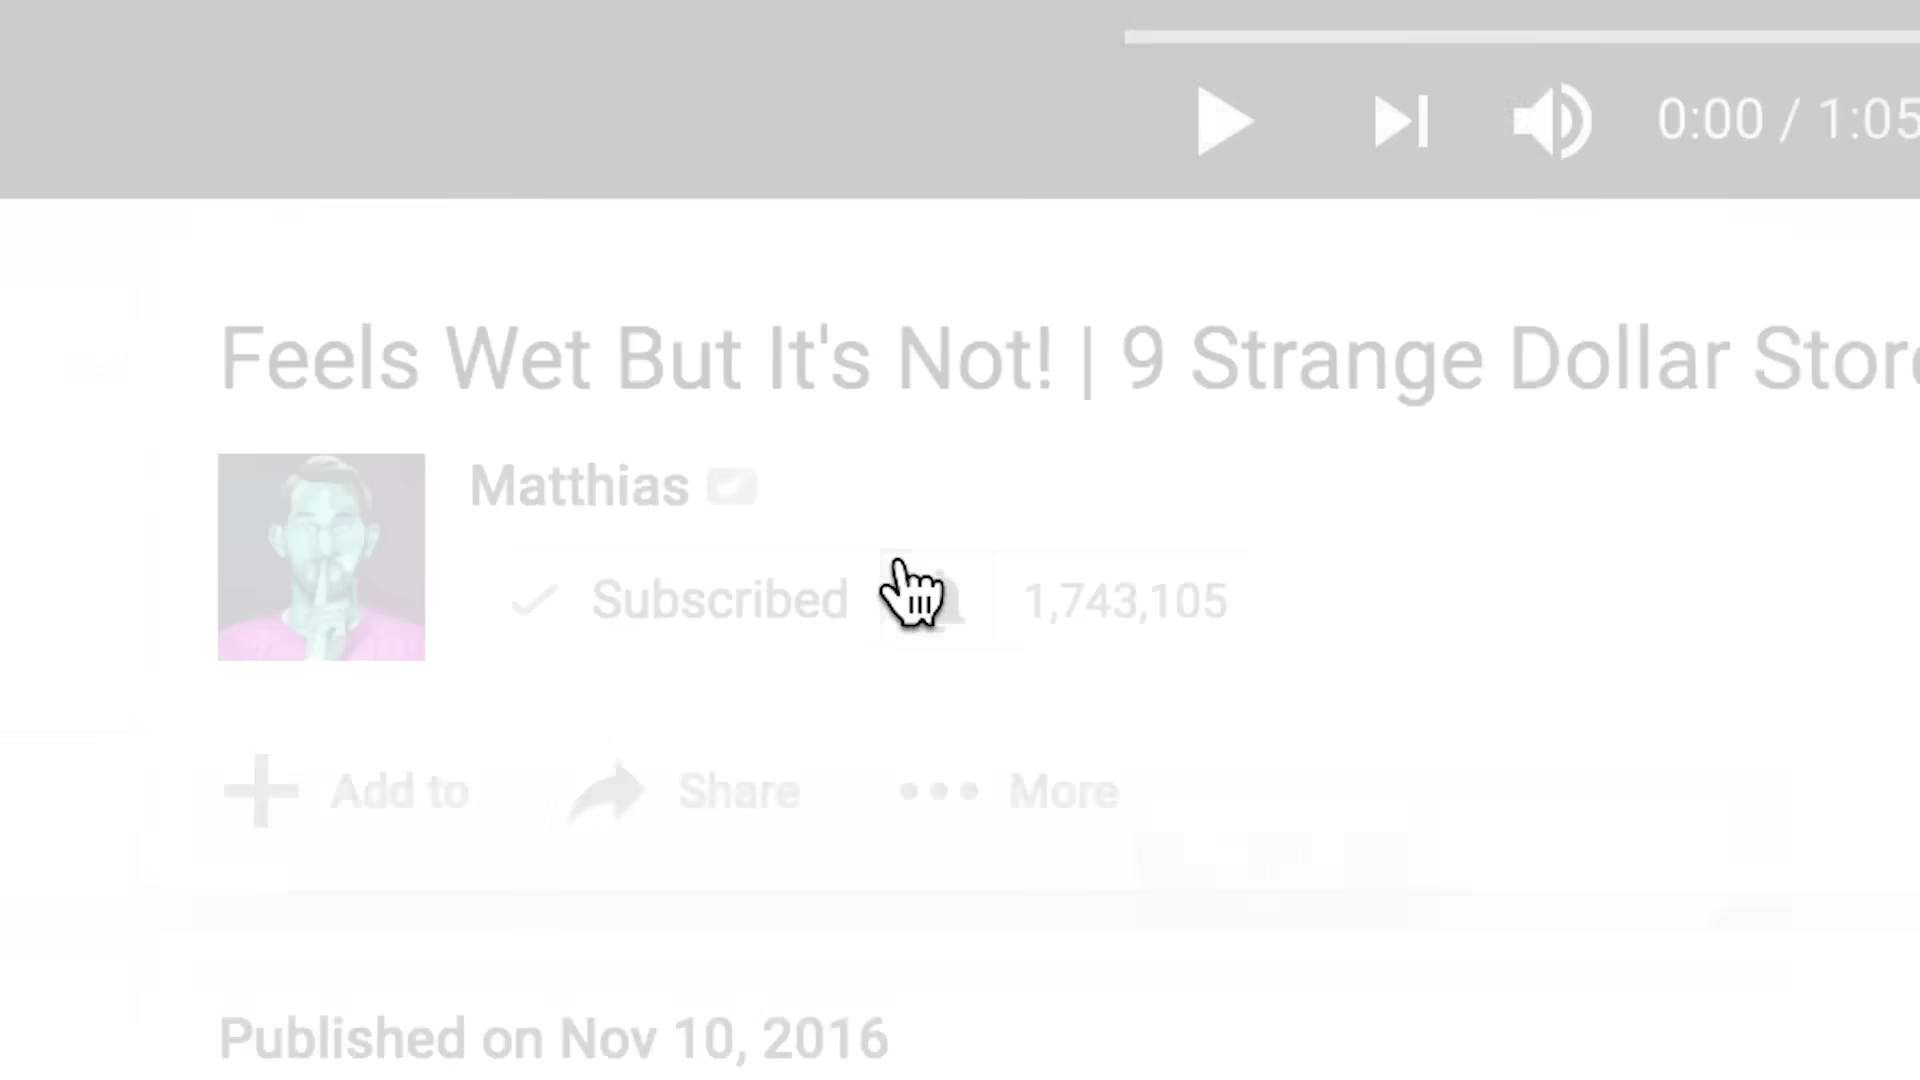 0:00 / 1:05
Feels Wet But It's Not! | 9 Strange Dollar Store
Matthias
Subscribed 1,743,105
Add to Share More
Published on Nov 10, 2016